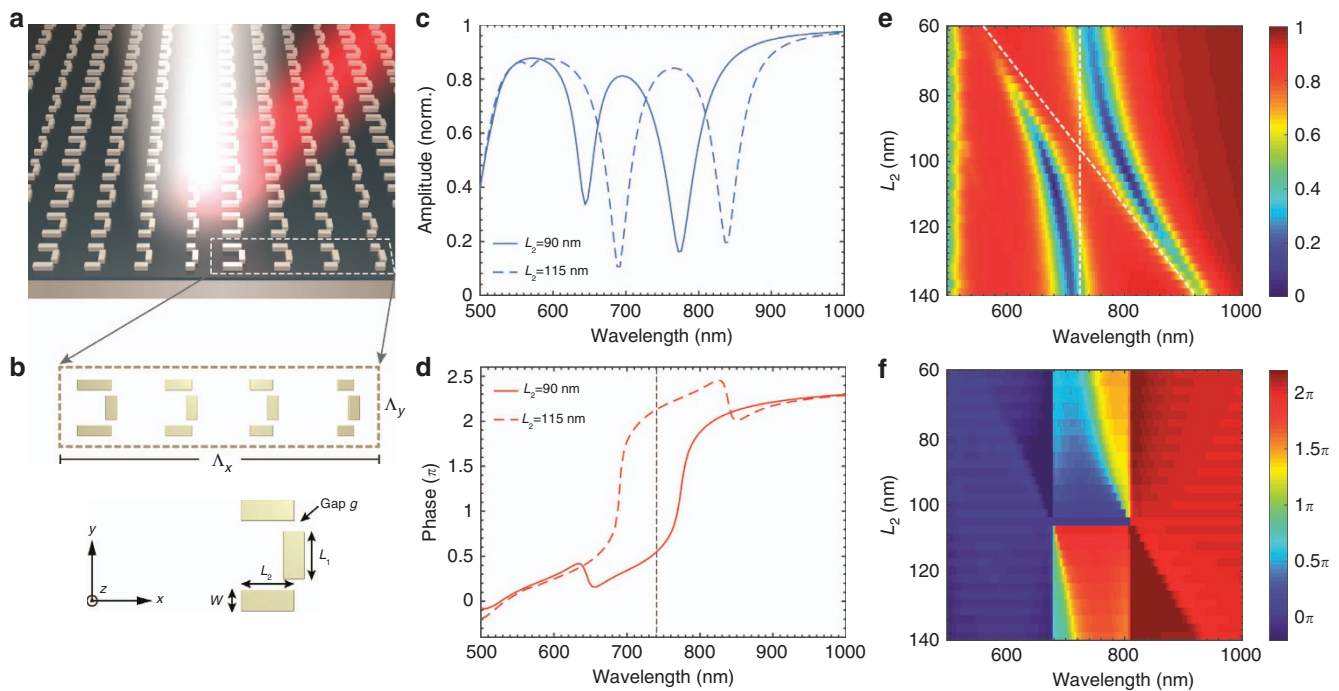 a
b
Λx
Λy
Gap g
L1
L2
W
y
z
x
c
Amplitude (norm.)
1
0.8
0.6
0.4
0.2
0
L2=90 nm
L2=115 nm
500 600 700 800 900 1000
Wavelength (nm)
d
Phase (π)
2.5
2.0
1.5
1.0
0.5
0
L2=90 nm
L2=115 nm
500 600 700 800 900 1000
Wavelength (nm)
e
L2 (nm)
60
80
100
120
140
600 800 1000
Wavelength (nm)
1
0.8
0.6
0.4
0.2
0
f
L2 (nm)
60
80
60
100
120
140
600 800 1000
Wavelength (nm)
2π
1.5π
1π
0.5π
0π